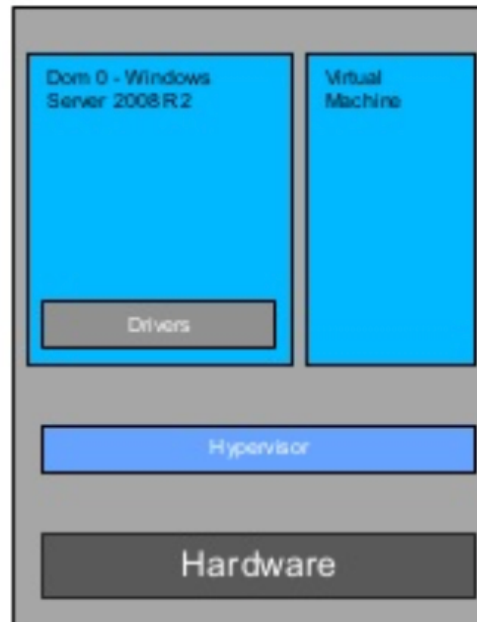 Dom 0 - Windows
Server 2008 R2
Virtual
Machine
Drivers
Hypervisor
Hardware